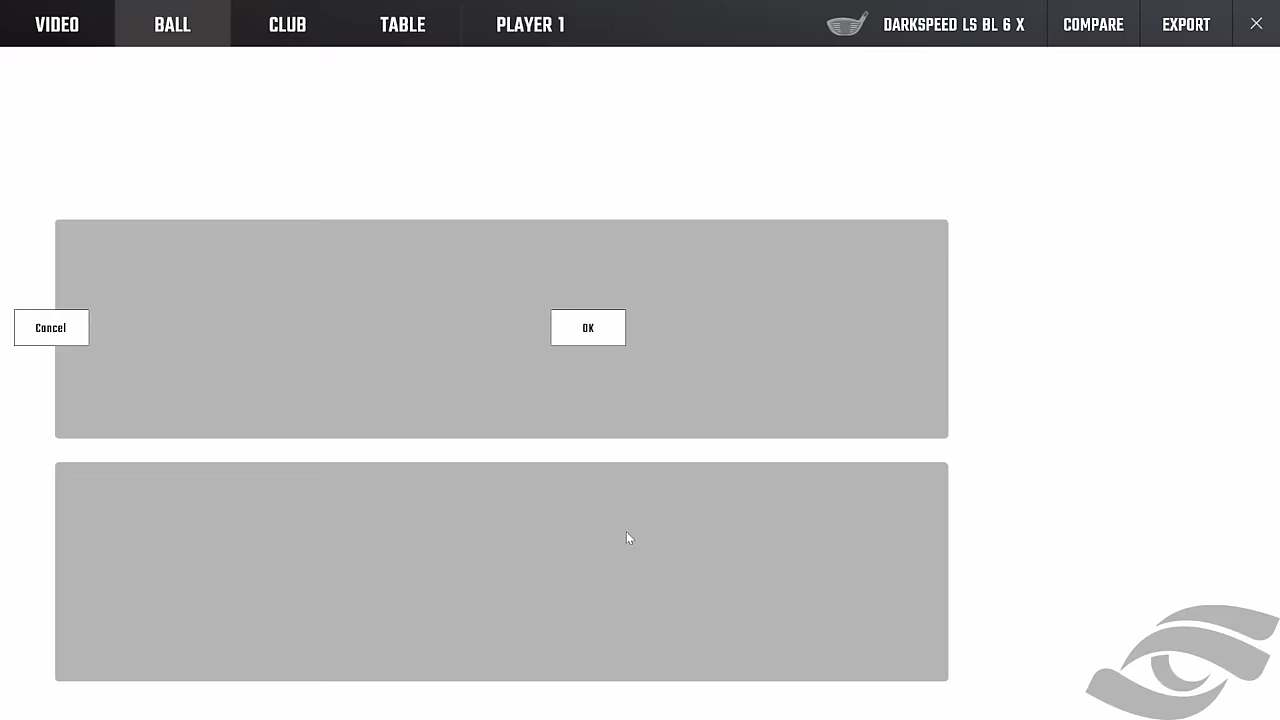 VIDEO BALL CLUB TABLE PLAYER 1 DARKSPEED LS BL 6 X COMPARE EXPORT
Cancel OK